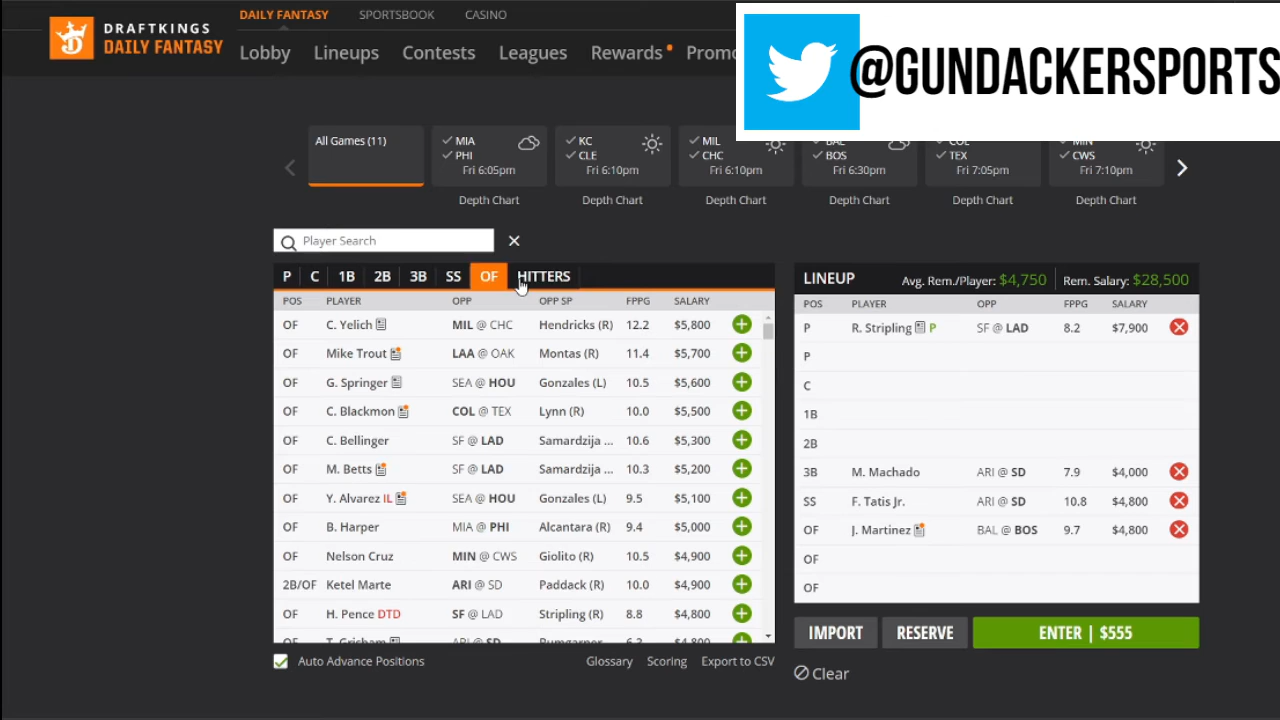 DRAFTKINGS
DAILY FANTASY
DAILY FANTASY SPORTSBOOK CASINO
Lobby Lineups Contests Leagues Rewards Promo
@GUNDACKERSPORTS
All Games (11)
MIA
PHI
Fri 6:05pm
KC
CLE
Fri 6:10pm
MIL
CHC
Fri 6:10pm
BAL
BOS
Fri 6:30pm
COL
TEX
Fri 7:05pm
MIN
CWS
Fri 7:10pm
Depth Chart Depth Chart Depth Chart Depth Chart Depth Chart Depth Chart
Player Search
P C 1B 2B 3B SS OF HITTERS
POS PLAYER OPP OPP SP FPPG SALARY
OF C. Yelich MIL @ CHC Hendricks (R) 12.2 $5,800
OF Mike Trout LAA @ OAK Montas (R) 11.4 $5,700
OF G. Springer SEA @ HOU Gonzales (L) 10.5 $5,600
OF C. Blackmon COL @ TEX Lynn (R) 10.0 $5,500
OF C. Bellinger SF @ LAD Samardzija ... 10.6 $5,300
OF M. Betts SF @ LAD Samardzija ... 10.3 $5,200
OF Y. Alvarez IL SEA @ HOU Gonzales (L) 9.5 $5,100
OF B. Harper MIA @ PHI Alcantara (R) 9.4 $5,000
OF Nelson Cruz MIN @ CWS Giolito (R) 10.5 $4,900
2B/OF Ketel Marte ARI @ SD Paddack (R) 10.0 $4,900
OF H. Pence DTD SF @ LAD Stripling (R) 8.8 $4,800
OF T. Grisham ARI @ SD Bumgarner 6.3 $4,800
Auto Advance Positions Glossary Scoring Export to CSV
LINEUP Avg. Rem./Player: $4,750 Rem. Salary: $28,500
POS PLAYER OPP FPPG SALARY
P R. Stripling P SF @ LAD 8.2 $7,900
P
C
1B
2B
3B M. Machado ARI @ SD 7.9 $4,000
SS F. Tatis Jr. ARI @ SD 10.8 $4,800
OF J. Martinez BAL @ BOS 9.7 $4,800
OF
OF
IMPORT RESERVE ENTER | $555
Clear